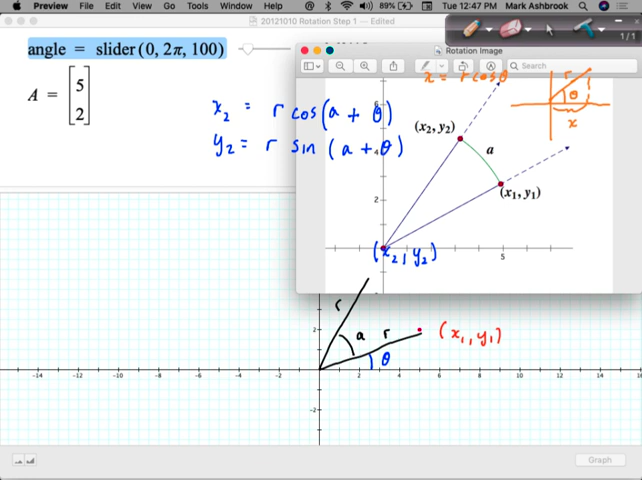 Preview File Edit View Go Tools Window Help 89% Tue 12:47 PM Mark Ashbrook
20121010 Rotation Step 1 — Edited
1/1
angle = slider(0, 2π, 100)
A = [5 2]
Rotation Image
Search
x = r cos θ
r
θ
x
x₂ = r cos(a + θ)
y₂ = r sin (a + θ)
6
4
2
5
(x₂, y₂)
a
(x₁, y₁)
(x₂, y₂)
r
a
r
θ
(x₁, y₁)
2
-2
-14 -12 -10 -8 -6 -4 -2 2 4 6 8 10 12 14 16
Graph